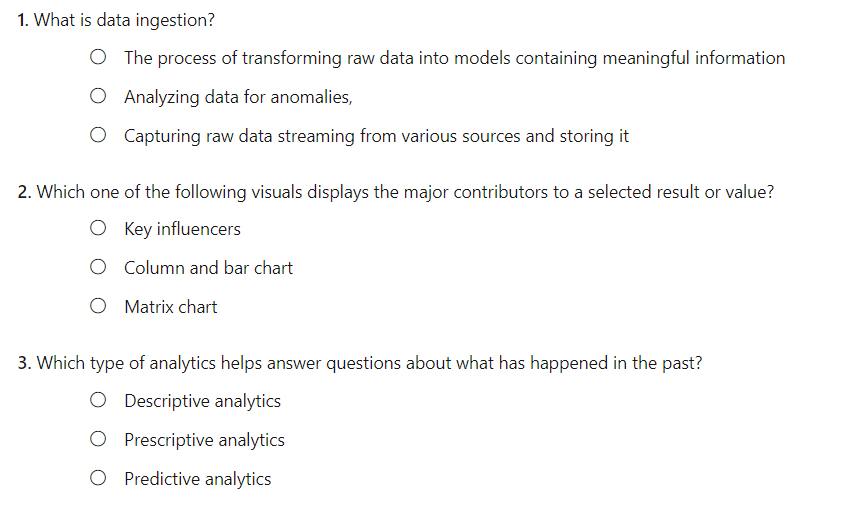 1. What is data ingestion?
The process of transforming raw data into models containing meaningful information
Analyzing data for anomalies,
Capturing raw data streaming from various sources and storing it
2. Which one of the following visuals displays the major contributors to a selected result or value?
Key influencers
Column and bar chart
Matrix chart
3. Which type of analytics helps answer questions about what has happened in the past?
Descriptive analytics
Prescriptive analytics
Predictive analytics